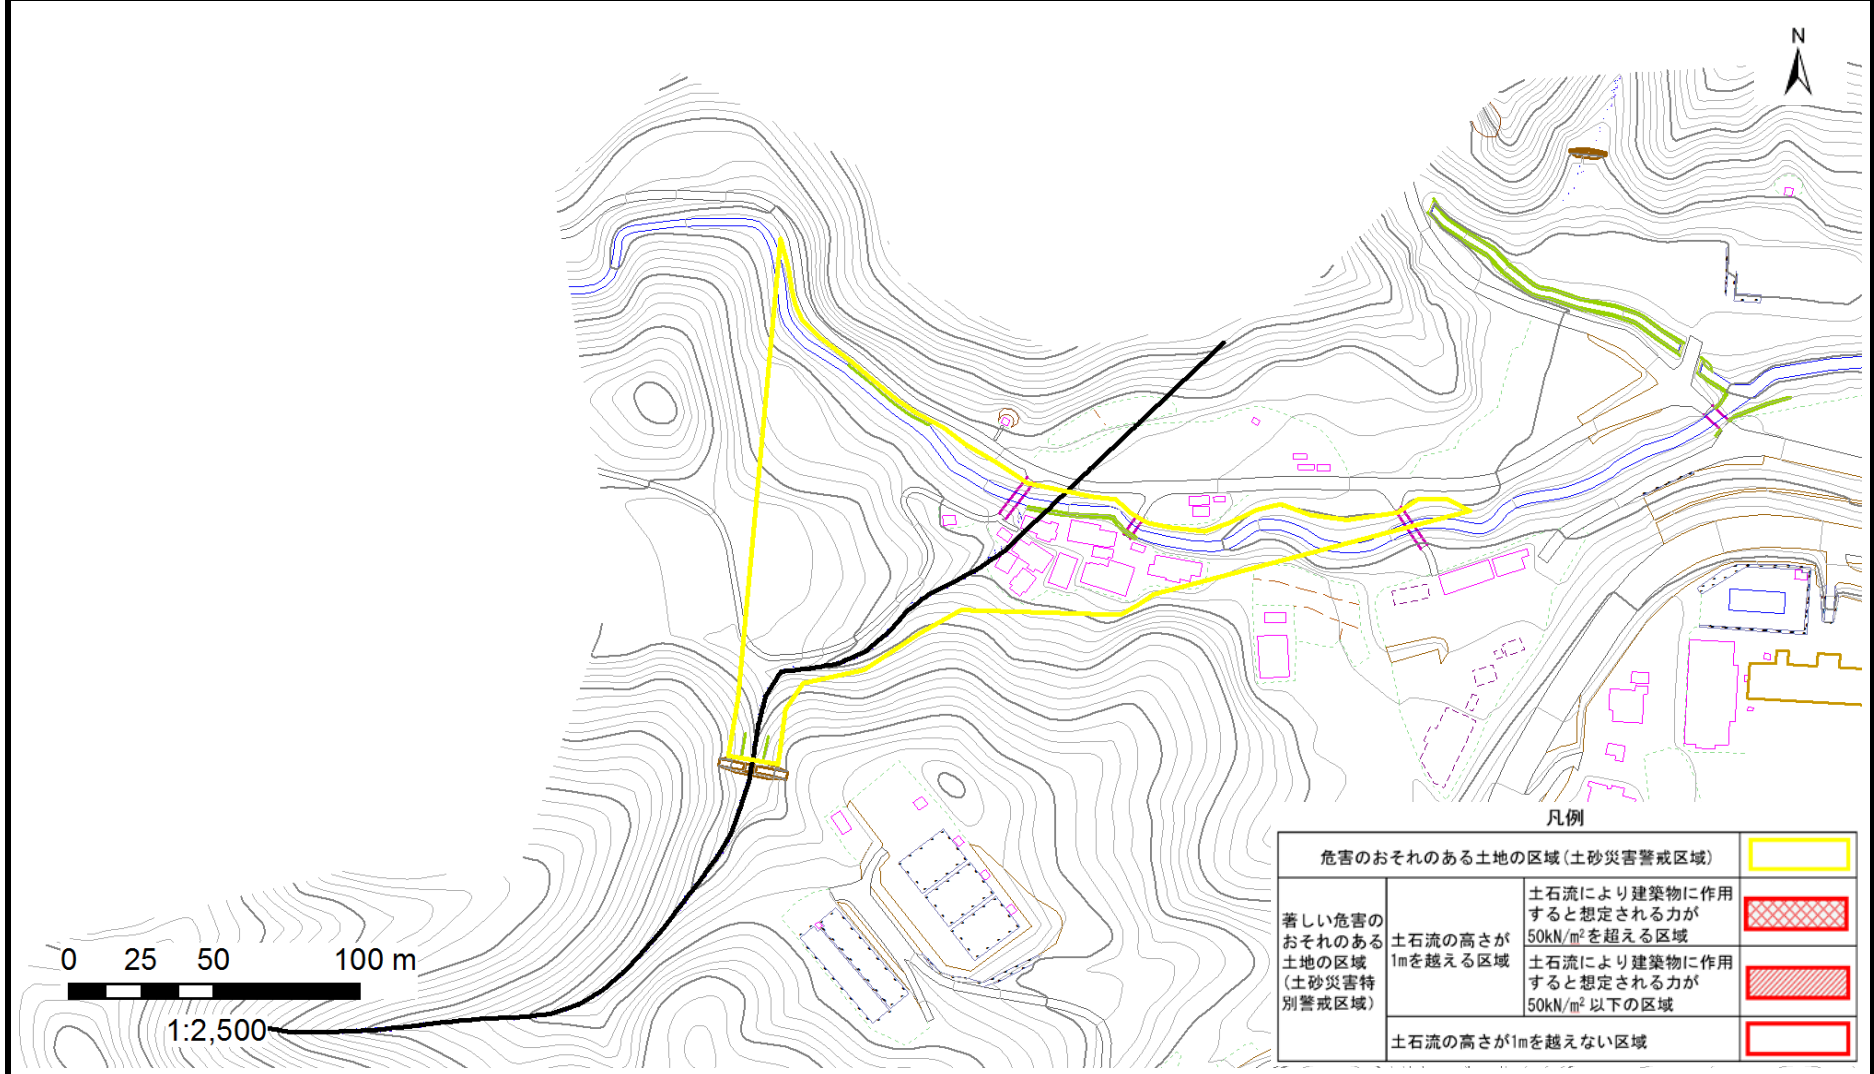 N
凡例
危害のおそれのある土地の区域(土砂災害警戒区域)
著しい危害の
おそれのある
土地の区域
(土砂災害特
別警戒区域)
土石流の高さが
1mを越える区域
土石流により建築物に作用
すると想定される力が
50kN/㎡を超える区域
土石流により建築物に作用
すると想定される力が
50kN/㎡以下の区域
土石流の高さが1mを越えない区域
0 25 50 100 m
1:2,500